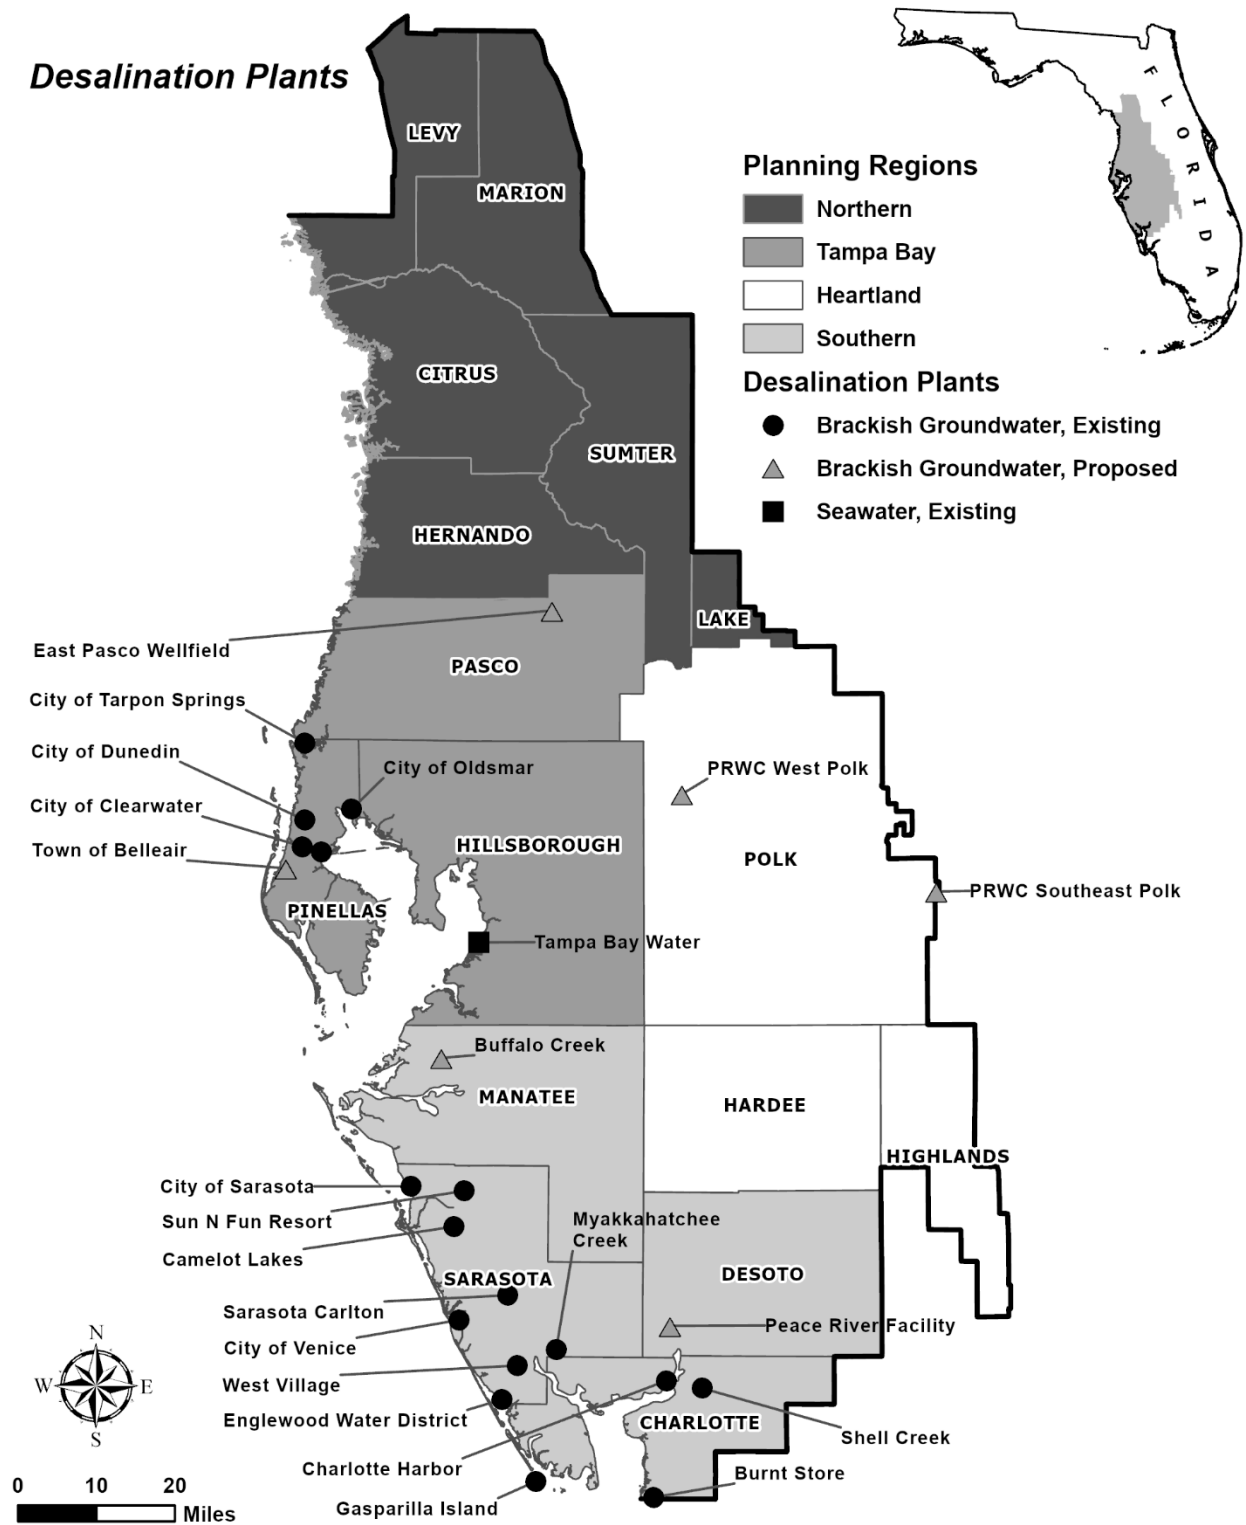 Desalination Plants
FLORIDA
Planning Regions
Northern
Tampa Bay
Heartland
Southern
Desalination Plants
Brackish Groundwater, Existing
Brackish Groundwater, Proposed
Seawater, Existing
LEVY
MARION
CITRUS
SUMTER
HERNANDO
LAKE
East Pasco Wellfield
PASCO
City of Tarpon Springs
City of Dunedin
City of Oldsmar
PRWC West Polk
City of Clearwater
HILLSBOROUGH
Town of Belleair
POLK
PRWC Southeast Polk
PINELLAS
Tampa Bay Water
Buffalo Creek
MANATEE
HARDEE
HIGHLANDS
City of Sarasota
Sun N Fun Resort
Myakkahatchee
Creek
Camelot Lakes
SARASOTA
DESOTO
Sarasota Carlton
Peace River Facility
City of Venice
West Village
Englewood Water District
CHARLOTTE
Shell Creek
Charlotte Harbor
Burnt Store
Gasparilla Island
N
W E
S
0 10 20
Miles